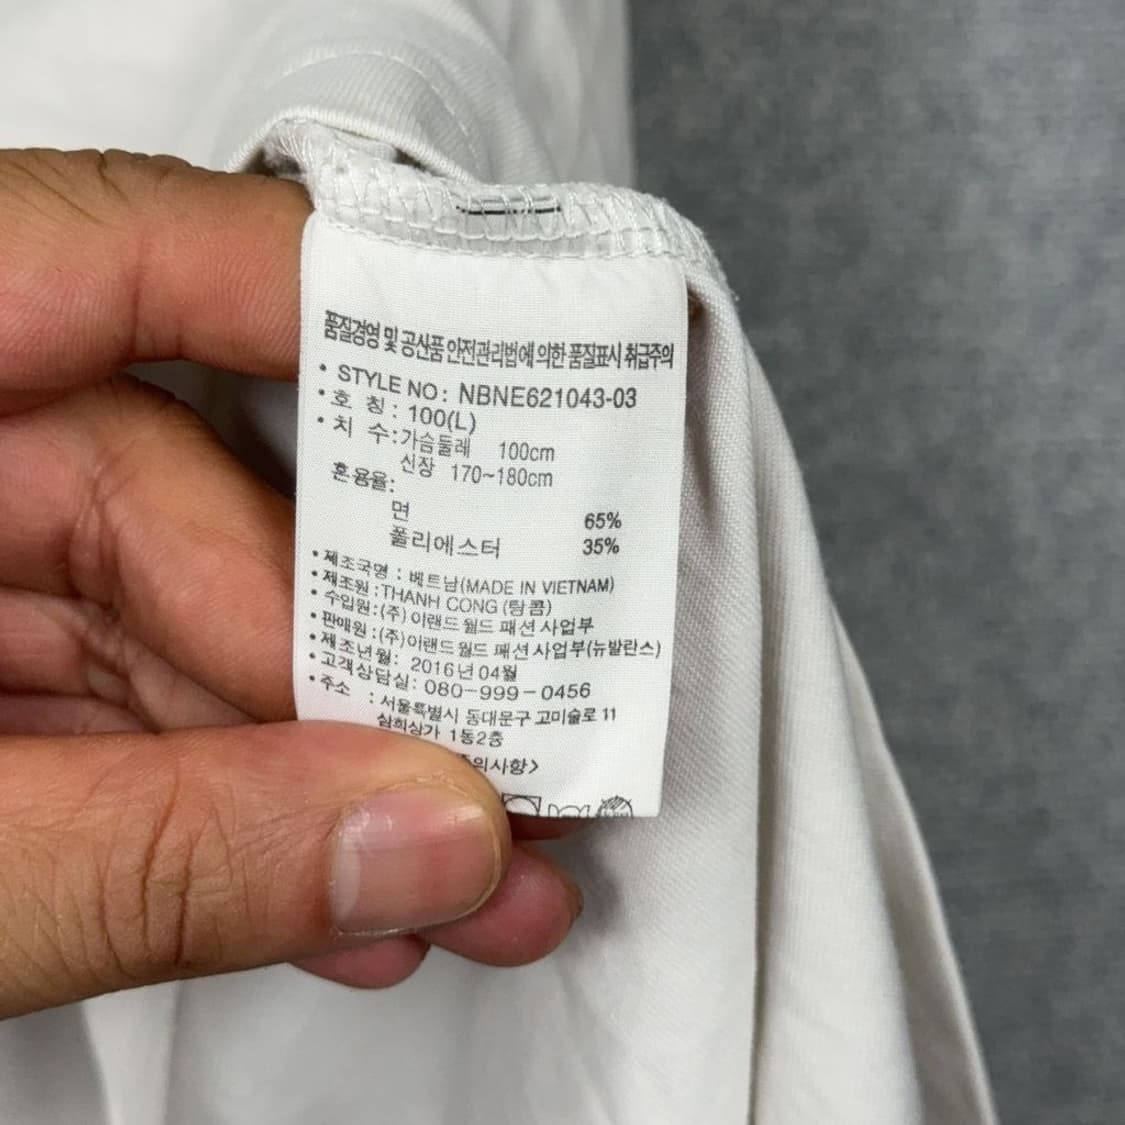 품질경영 및 공산품 안전관리법에 의한 품질표시 취급주의
• STYLE NO : NBNE621043-03
• 호 칭 : 100(L)
• 치 수 : 가슴둘레 100cm
신장 170~180cm
혼용율:
면 65%
폴리에스터 35%
• 제조국명 : 베트남(MADE IN VIETNAM)
• 제조원 : THANH CONG (탕콤)
• 수입원 : (주) 이랜드 월드 패션 사업부
• 판매원 : (주) 이랜드 월드 패션 사업부(뉴발란스)
• 제조년월 : 2016년 04월
• 고객상담실 : 080-999-0456
• 주소 : 서울특별시 동대문구 고미술로 11
삼희상가 1동2층
의사항>